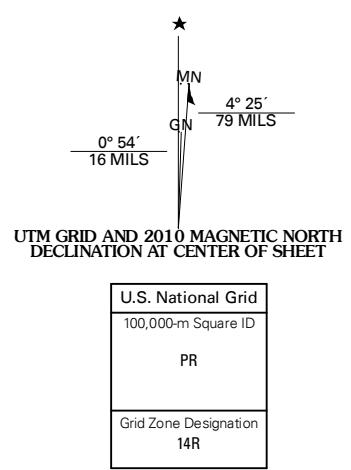 ★
MN
GN
4° 25´
79 MILS
0° 54´
16 MILS
UTM GRID AND 2010 MAGNETIC NORTH
DECLINATION AT CENTER OF SHEET
U.S. National Grid
100,000-m Square ID
PR
Grid Zone Designation
14R